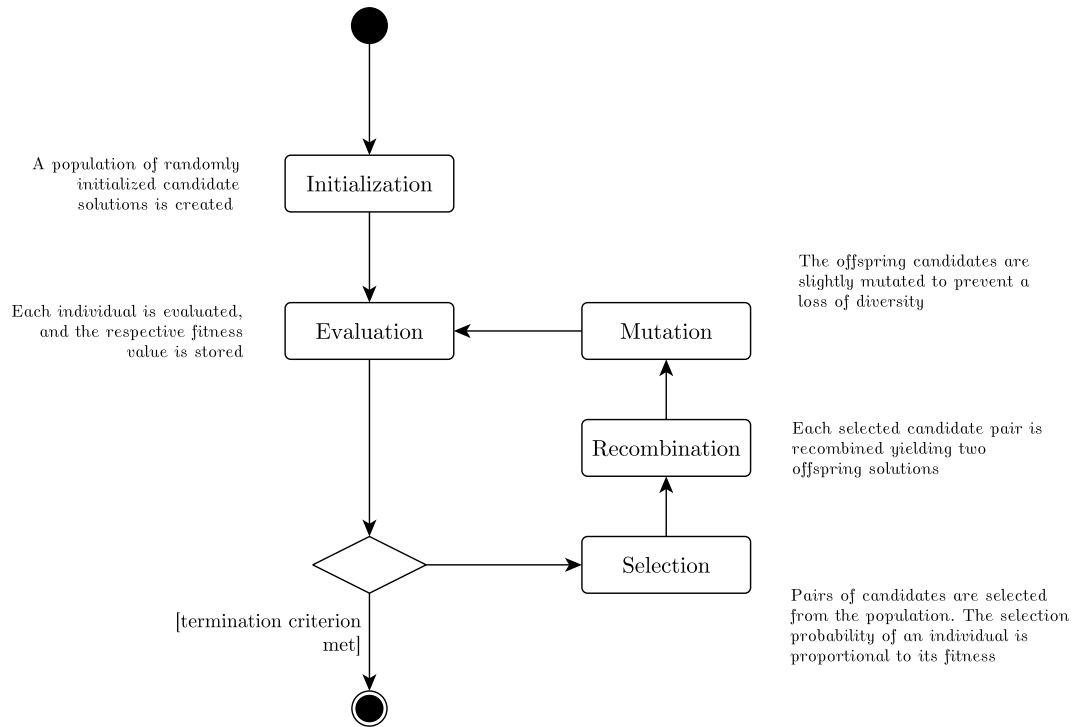 A population of randomly
initialized candidate
solutions is created
Initialization
Each individual is evaluated,
and the respective fitness
value is stored
Evaluation
Mutation
The offspring candidates are
slightly mutated to prevent a
loss of diversity
Recombination
Each selected candidate pair is
recombined yielding two
offspring solutions
Selection
Pairs of candidates are selected
from the population. The selection
probability of an individual is
proportional to its fitness
[termination criterion
met]